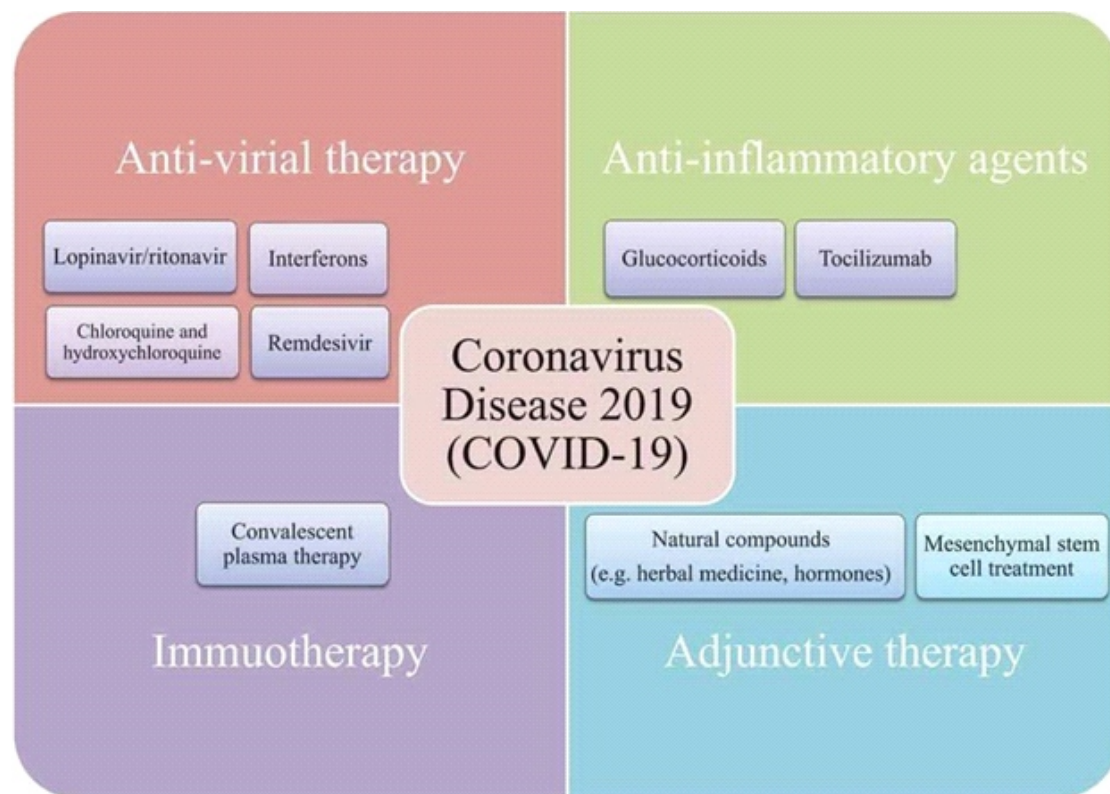 Anti-virial therapy
Lopinavir/ritonavir
Interferons
Chloroquine and
hydroxychloroquine
Remdesivir
Anti-inflammatory agents
Glucocorticoids
Tocilizumab
Coronavirus
Disease 2019
(COVID-19)
Convalescent
plasma therapy
Immuotherapy
Natural compounds
(e.g. herbal medicine, hormones)
Mesenchymal stem
cell treatment
Adjunctive therapy